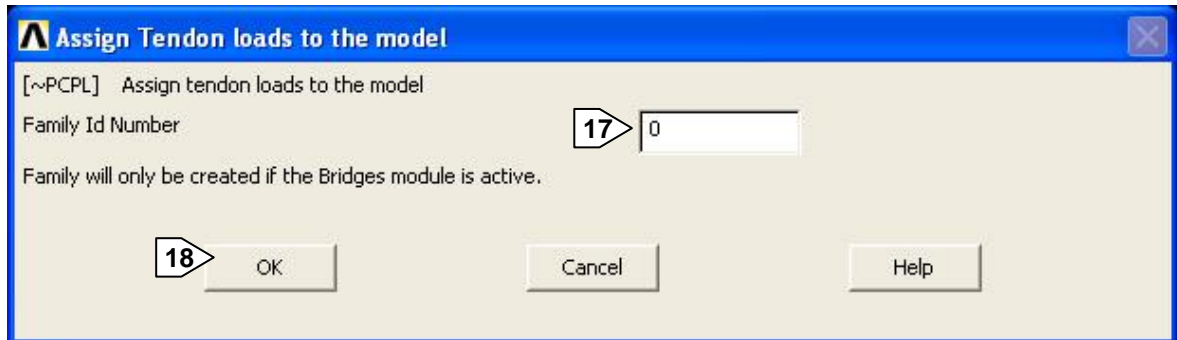 Assign Tendon loads to the model
[~PCPL] Assign tendon loads to the model
Family Id Number 17 0
Family will only be created if the Bridges module is active.
18 OK Cancel Help